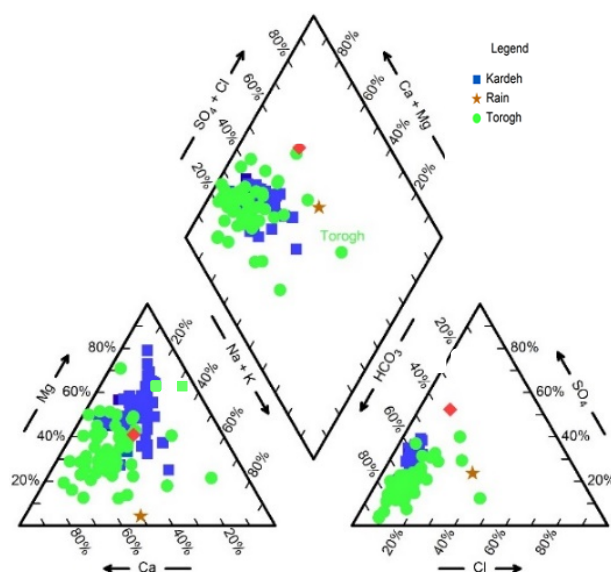 Legend
Kardeh
Rain
Torogh
80%
80%
SO₄ + Cl
Ca + Mg
60%
60%
40%
40%
20%
20%
Torogh
Na + K
HCO₃
80%
20%
Mg
60%
40%
40%
60%
20%
80%
80%
60%
40%
20%
Ca
20%
40%
SO₄
60%
80%
80%
60%
40%
20%
20%
40%
60%
80%
Cl